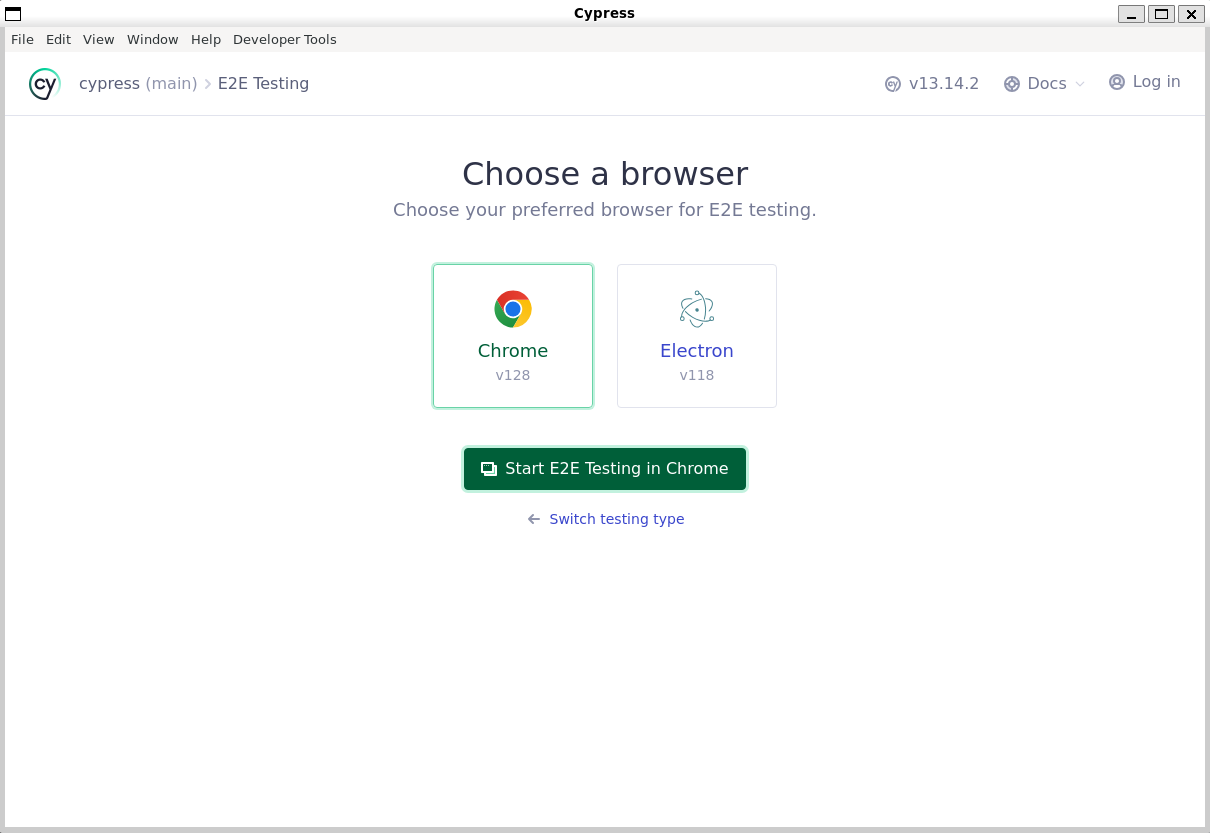 Cypress
File Edit View Window Help Developer Tools
cy cypress (main) E2E Testing cy v13.14.2 Docs Log in
Choose a browser
Choose your preferred browser for E2E testing.
Chrome Electron
v128 v118
Start E2E Testing in Chrome
Switch testing type